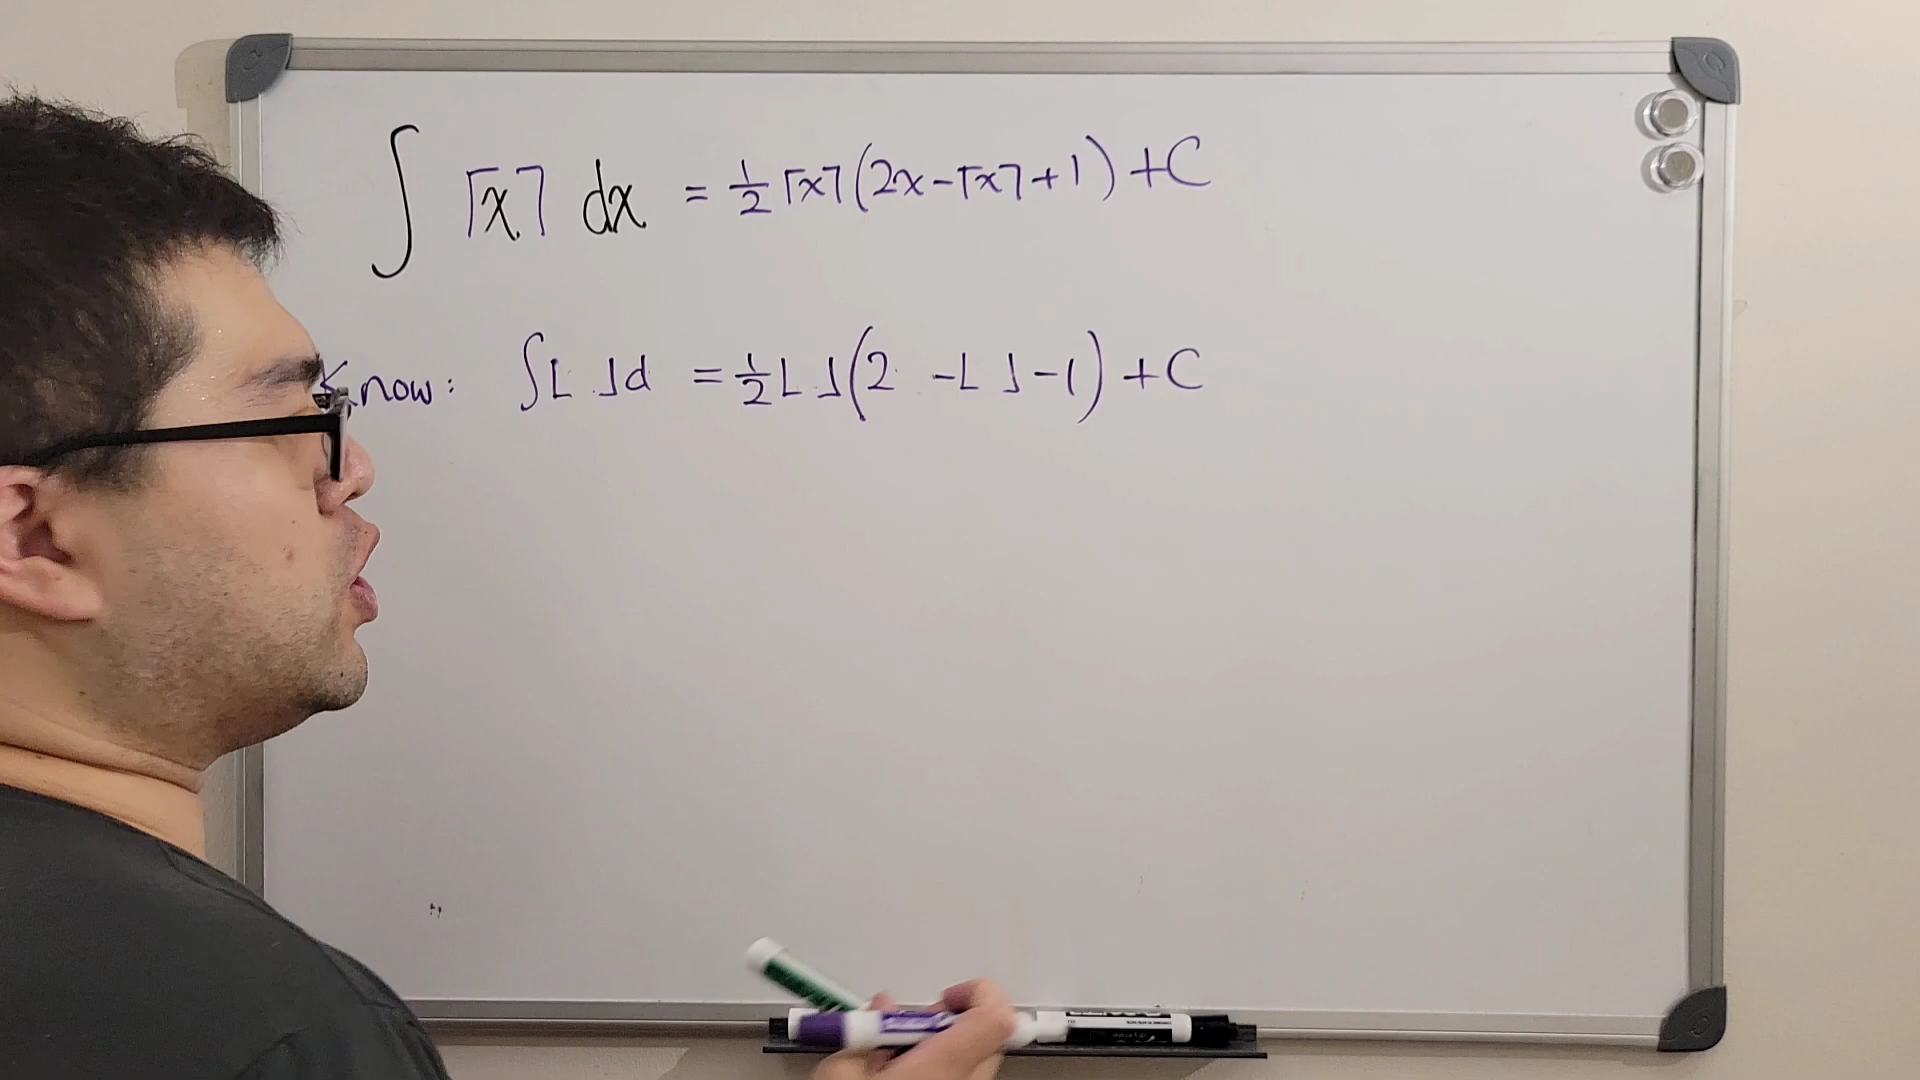 ∫ ⌈x⌉ dx = 1/2 ⌈x⌉(2x-⌈x⌉+1)+C
Know: ∫⌊ ⌋d = 1/2⌊ ⌋(2 -⌊ ⌋-1)+C